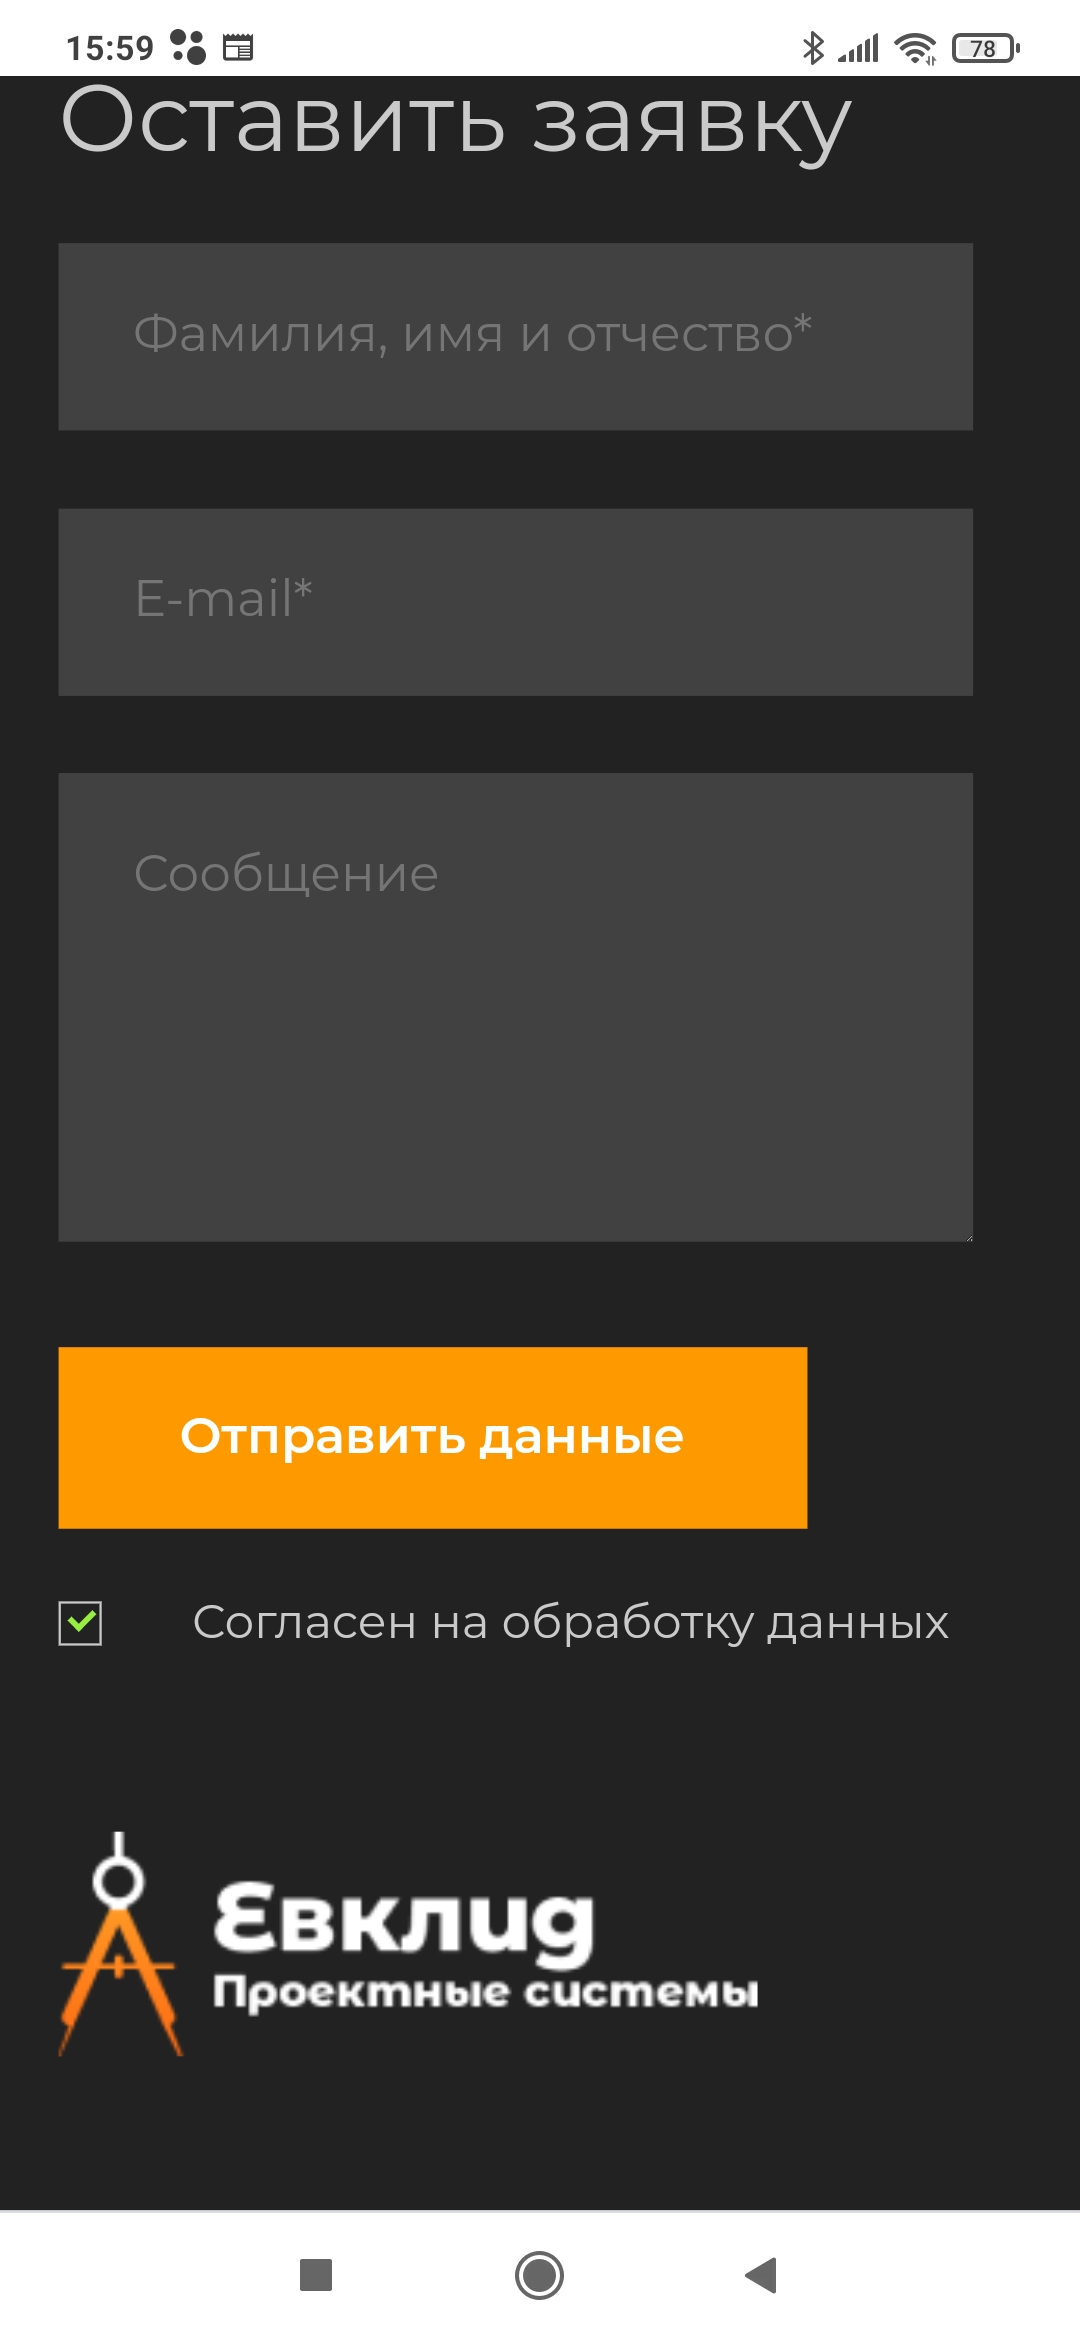 15:59
78
Оставить заявку
Фамилия, имя и отчество*
E-mail*
Сообщение
Отправить данные
Согласен на обработку данных
Евклид
Проектные системы